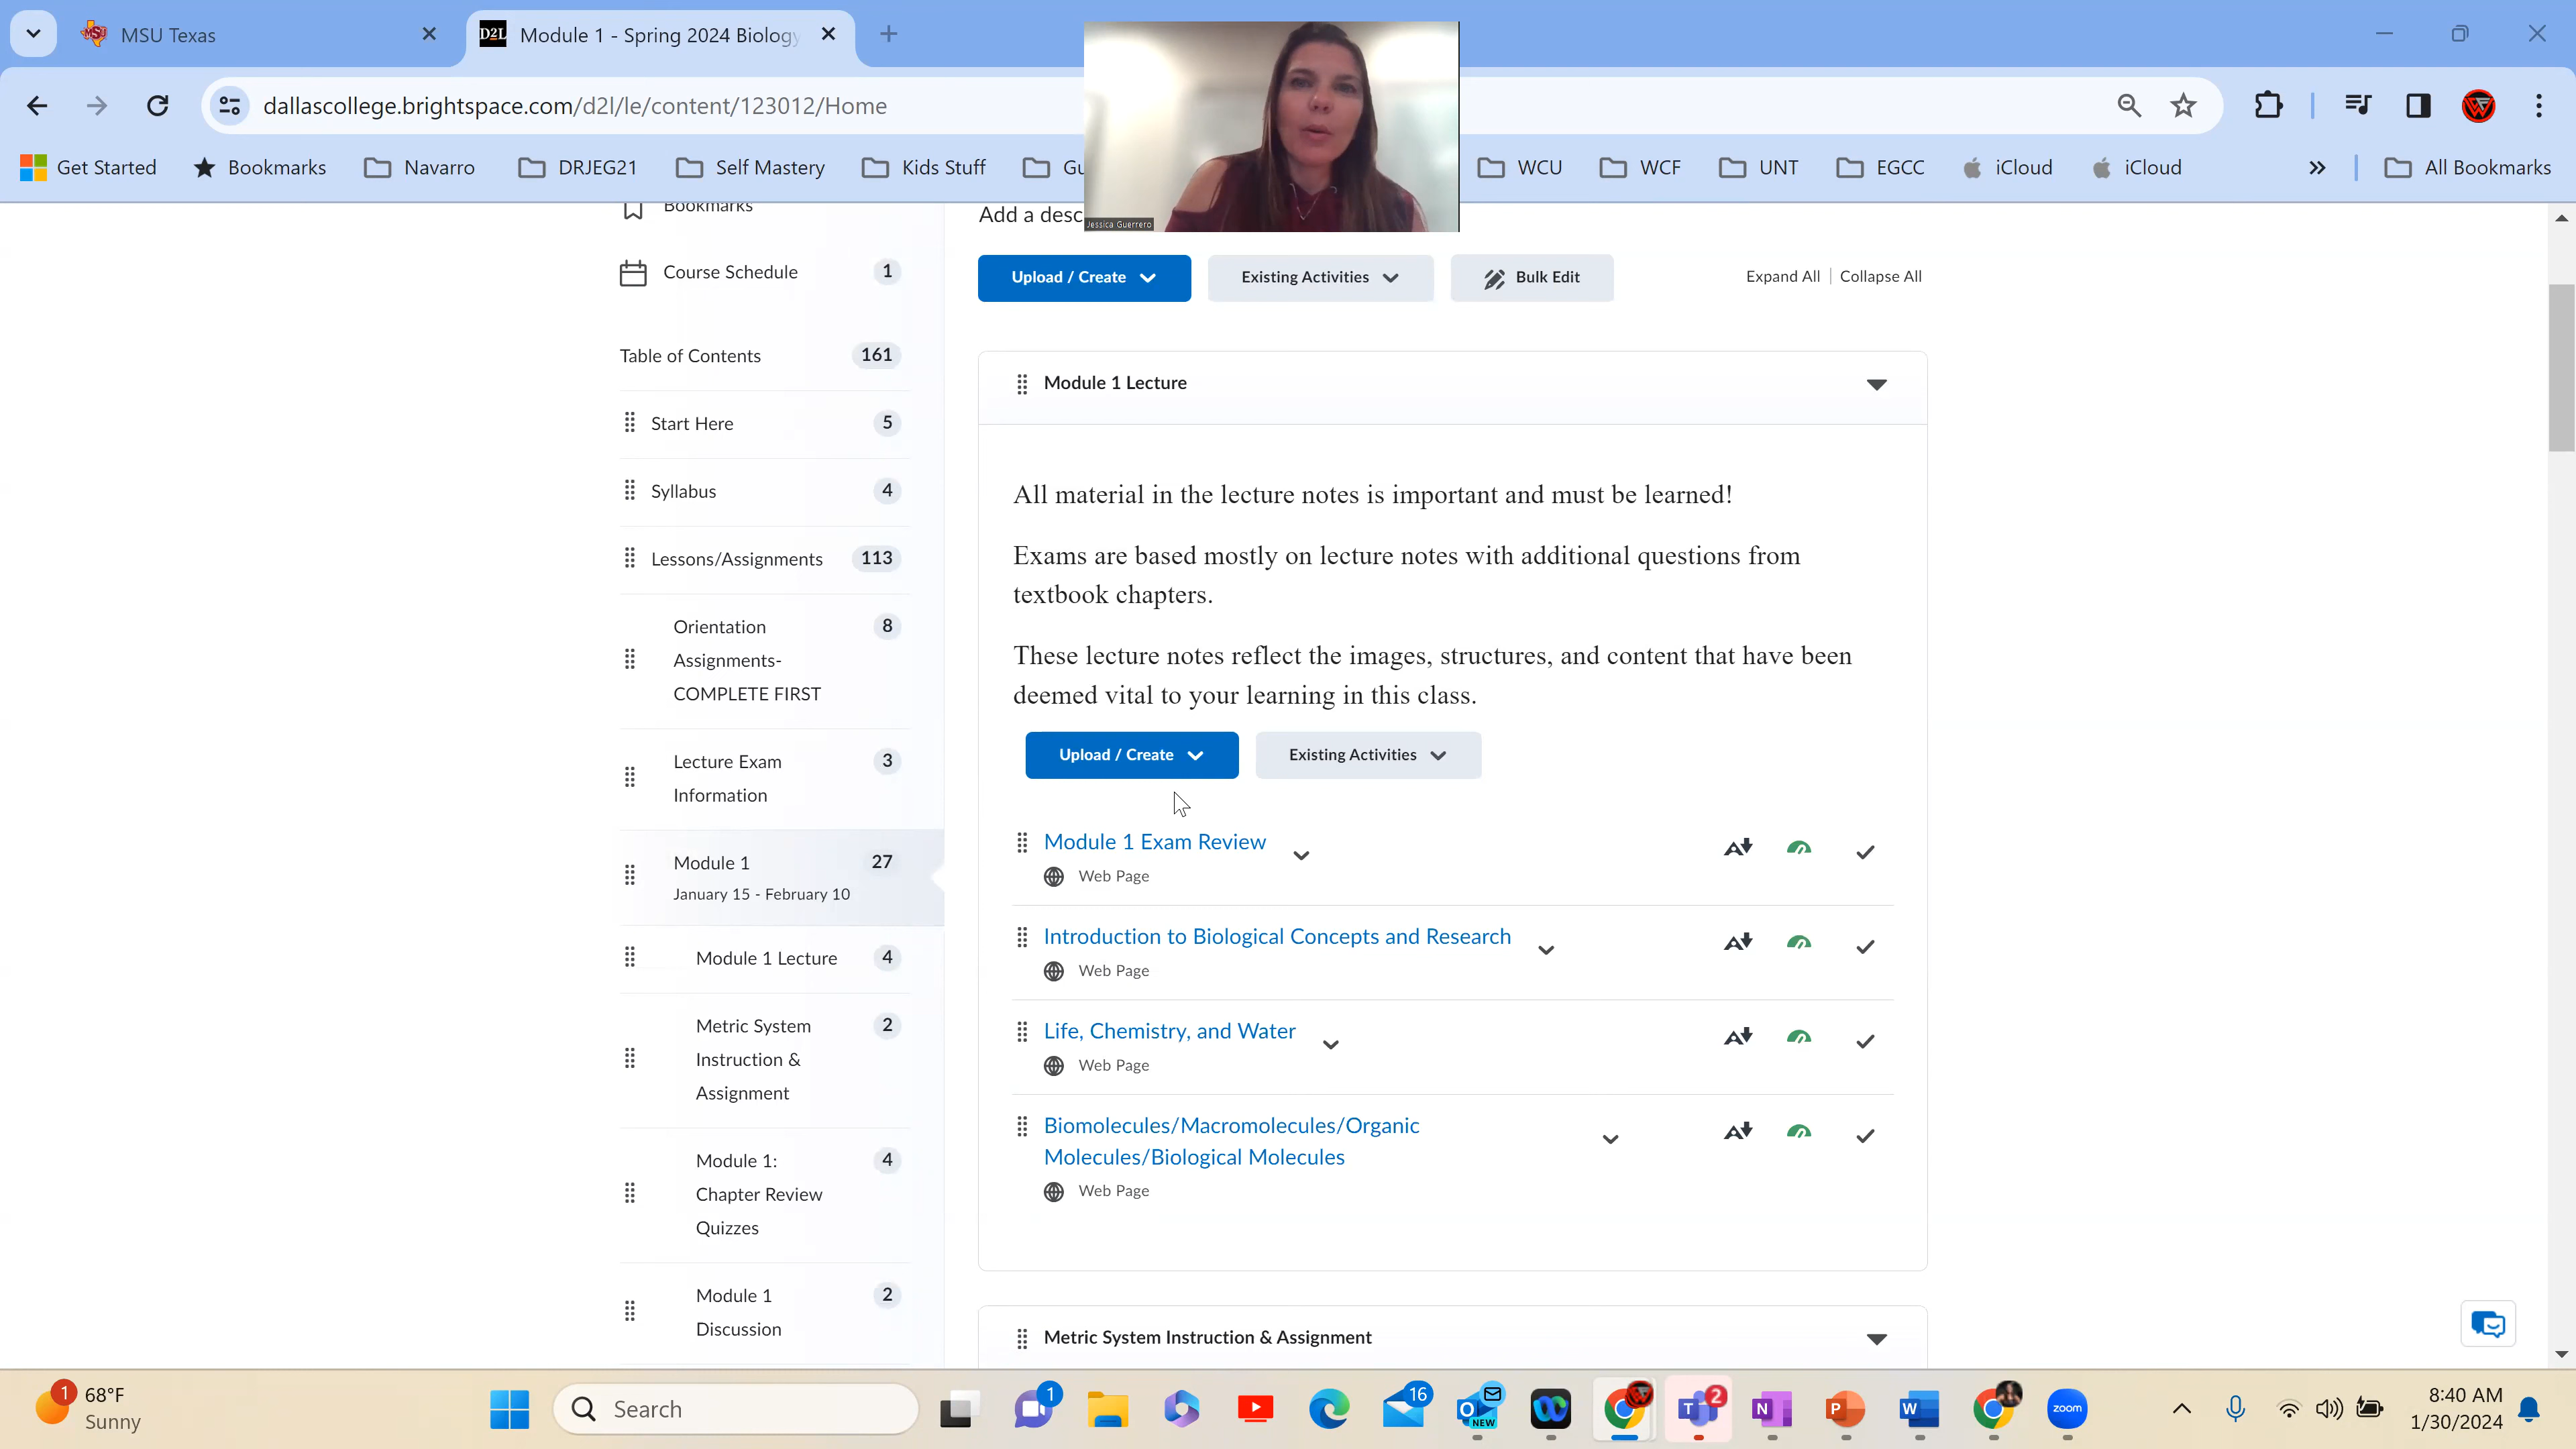 MSU Texas
D2L Module 1 - Spring 2024 Biology
dallascollege.brightspace.com/d2l/le/content/123012/Home
Get Started Bookmarks Navarro DRJEG21 Self Mastery Kids Stuff Gu WCU WCF UNT EGCC iCloud iCloud » All Bookmarks
Jessica Guerrero
Bookmarks
Course Schedule 1
Table of Contents 161
Start Here 5
Syllabus 4
Lessons/Assignments 113
Orientation 8
Assignments-
COMPLETE FIRST
Lecture Exam 3
Information
Module 1 27
January 15 - February 10
Module 1 Lecture 4
Metric System 2
Instruction &
Assignment
Module 1: 4
Chapter Review
Quizzes
Module 1 2
Discussion
Add a desc
Upload / Create Existing Activities Bulk Edit Expand All | Collapse All
Module 1 Lecture
All material in the lecture notes is important and must be learned!
Exams are based mostly on lecture notes with additional questions from
textbook chapters.
These lecture notes reflect the images, structures, and content that have been
deemed vital to your learning in this class.
Upload / Create Existing Activities
Module 1 Exam Review
Web Page
Introduction to Biological Concepts and Research
Web Page
Life, Chemistry, and Water
Web Page
Biomolecules/Macromolecules/Organic
Molecules/Biological Molecules
Web Page
Metric System Instruction & Assignment
1 68°F
Sunny
Search
1 16 NEW 2 N P W zoom
8:40 AM
1/30/2024